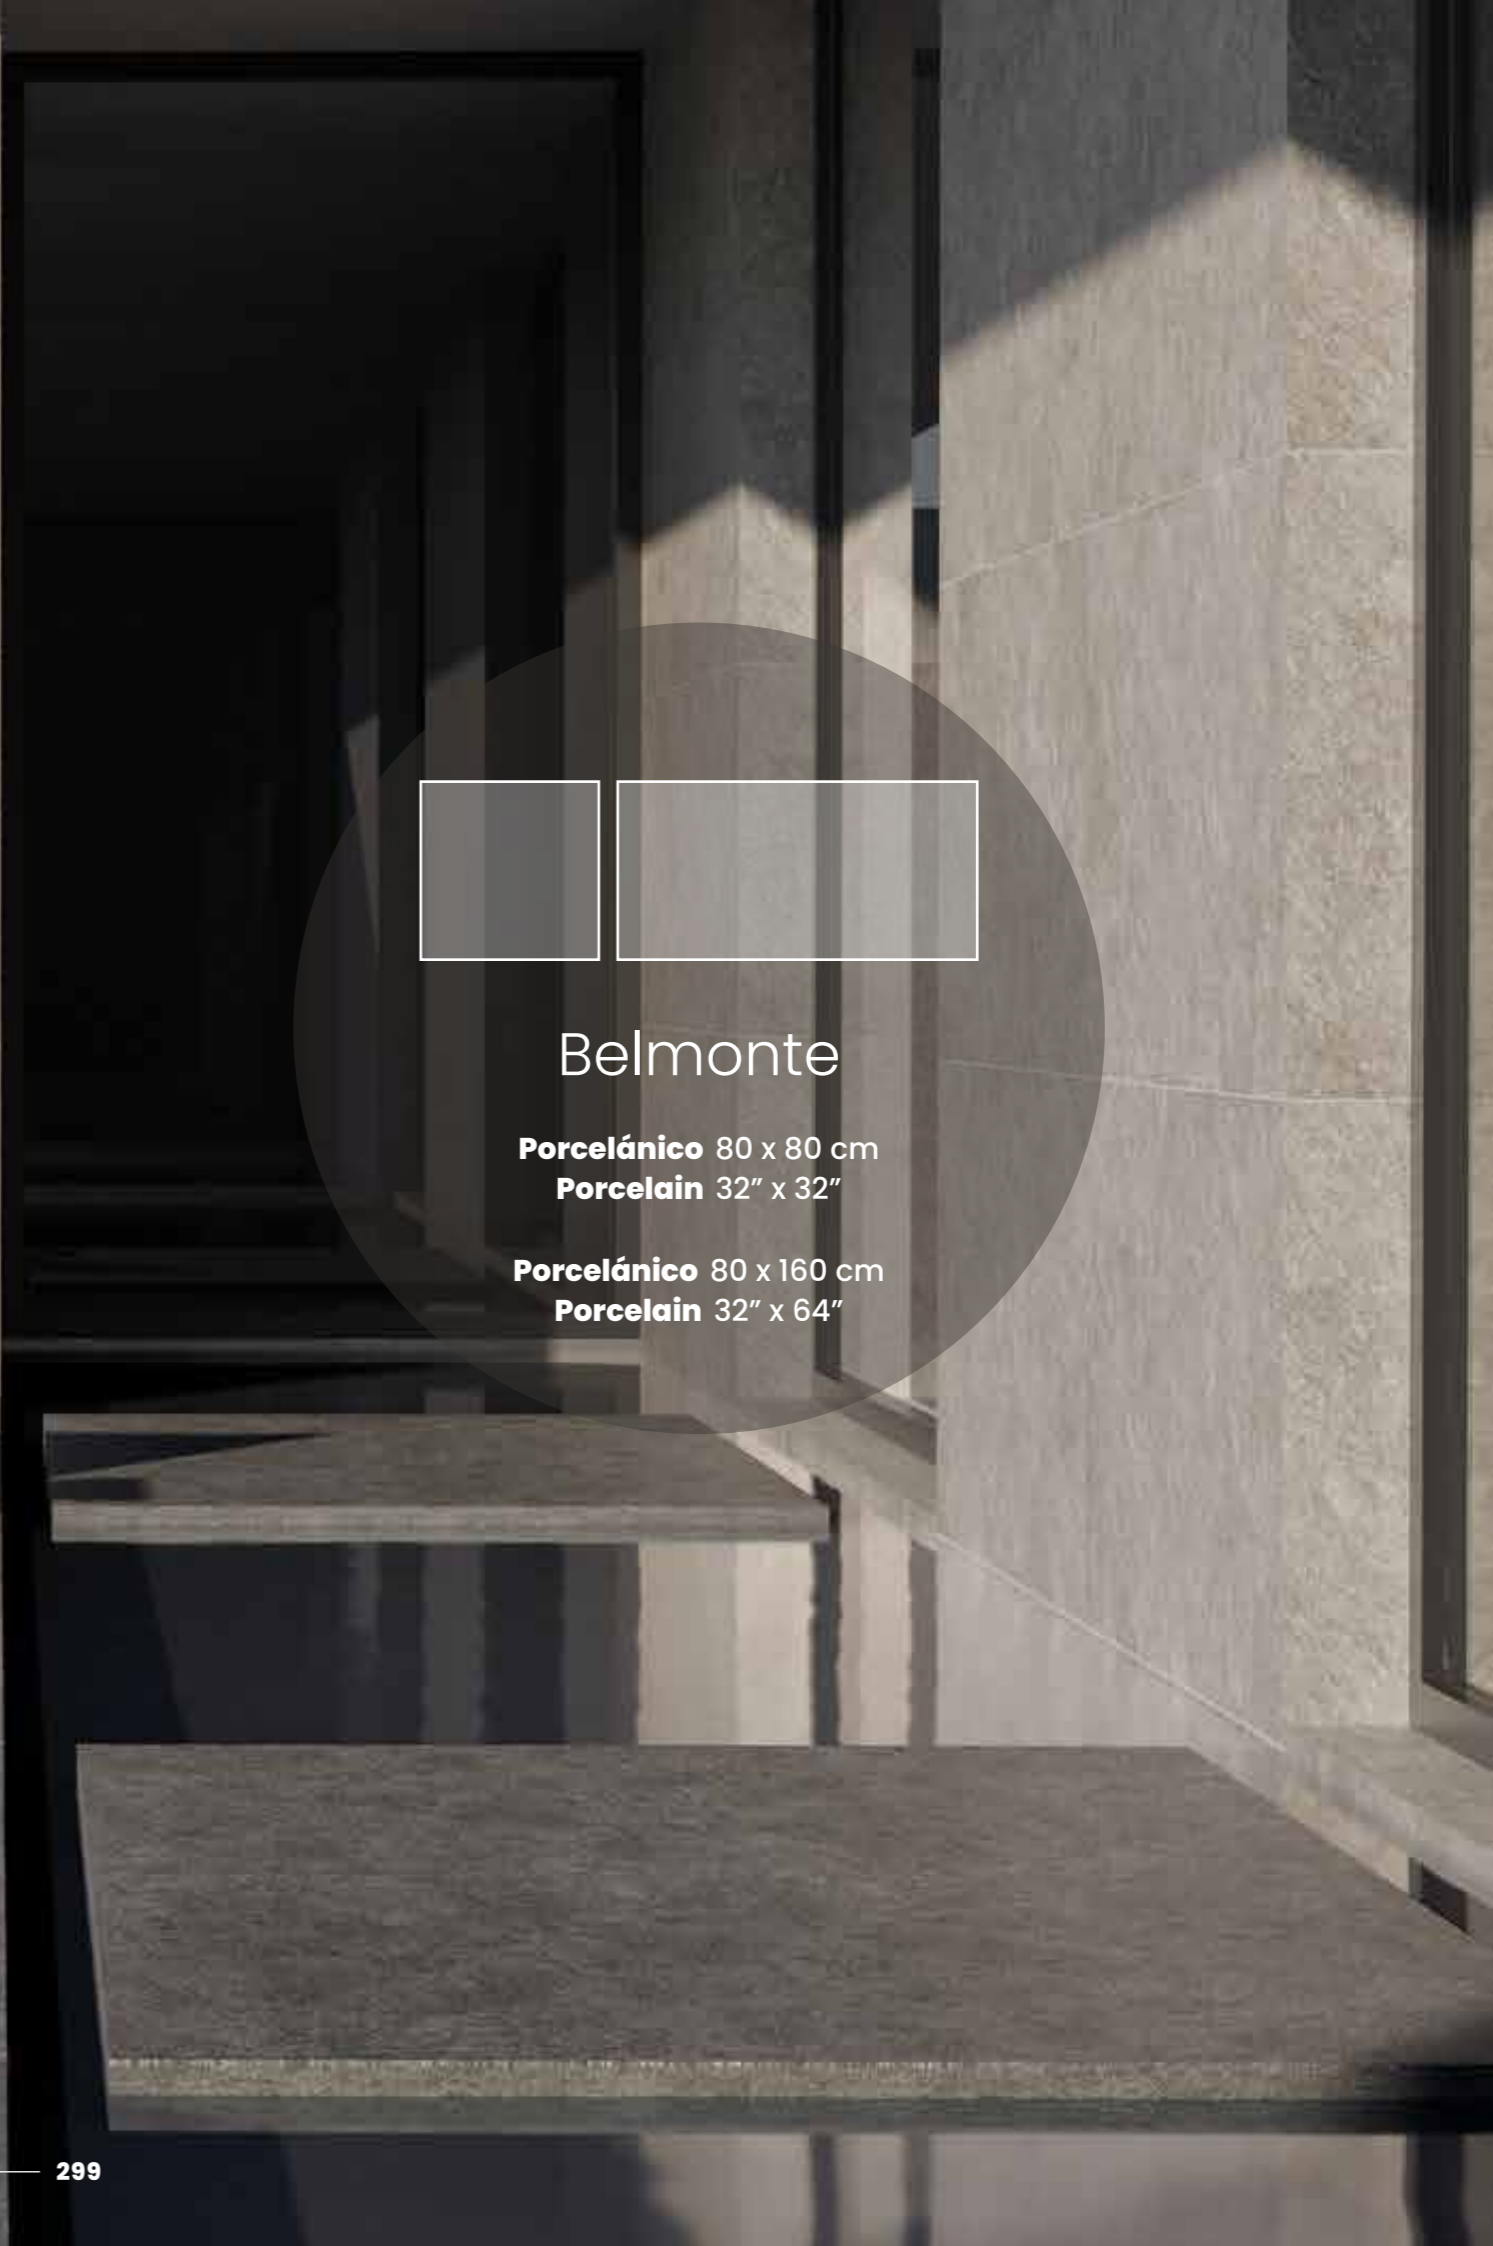 Belmonte
Porcelánico 80 x 80 cm
Porcelain 32” x 32”
Porcelánico 80 x 160 cm
Porcelain 32” x 64”
299